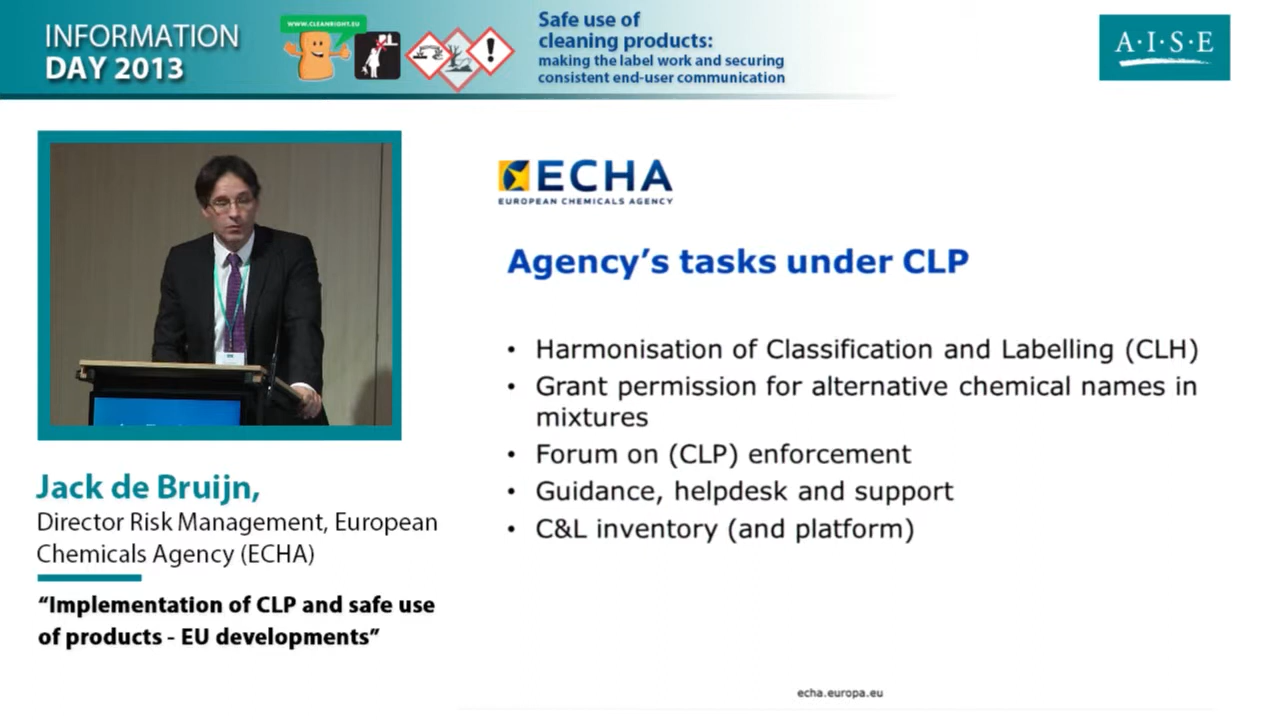 INFORMATION
DAY 2013
WWW.CLEANRIGHT.EU
Safe use of
cleaning products:
making the label work and securing
consistent end-user communication
A·I·S·E
ECHA
EUROPEAN CHEMICALS AGENCY
Agency's tasks under CLP
• Harmonisation of Classification and Labelling (CLH)
• Grant permission for alternative chemical names in
mixtures
• Forum on (CLP) enforcement
• Guidance, helpdesk and support
• C&L inventory (and platform)
Jack de Bruijn,
Director Risk Management, European
Chemicals Agency (ECHA)
“Implementation of CLP and safe use
of products - EU developments”
echa.europa.eu